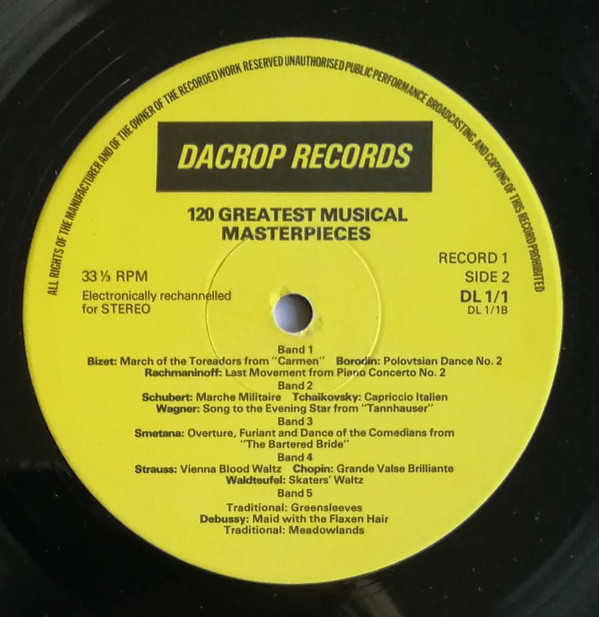 ALL RIGHTS OF THE MANUFACTURER AND OF THE OWNER OF THE RECORDED WORK RESERVED UNAUTHORISED PUBLIC PERFORMANCE BROADCASTING AND COPYING OF THIS RECORD PROHIBITED
DACROP RECORDS
120 GREATEST MUSICAL
MASTERPIECES
RECORD 1
33 ⅓ RPM
SIDE 2
Electronically rechannelled
for STEREO
DL 1/1
DL 1/1B
Band 1
Bizet: March of the Toreadors from "Carmen" Borodin: Polovtsian Dance No. 2
Rachmaninoff: Last Movement from Piano Concerto No. 2
Band 2
Schubert: Marche Militaire Tchaikovsky: Capriccio Italien
Wagner: Song to the Evening Star from "Tannhauser"
Band 3
Smetana: Overture, Furiant and Dance of the Comedians from
"The Bartered Bride"
Band 4
Strauss: Vienna Blood Waltz Chopin: Grande Valse Brilliante
Waldteufel: Skaters' Waltz
Band 5
Traditional: Greensleeves
Debussy: Maid with the Flaxen Hair
Traditional: Meadowlands